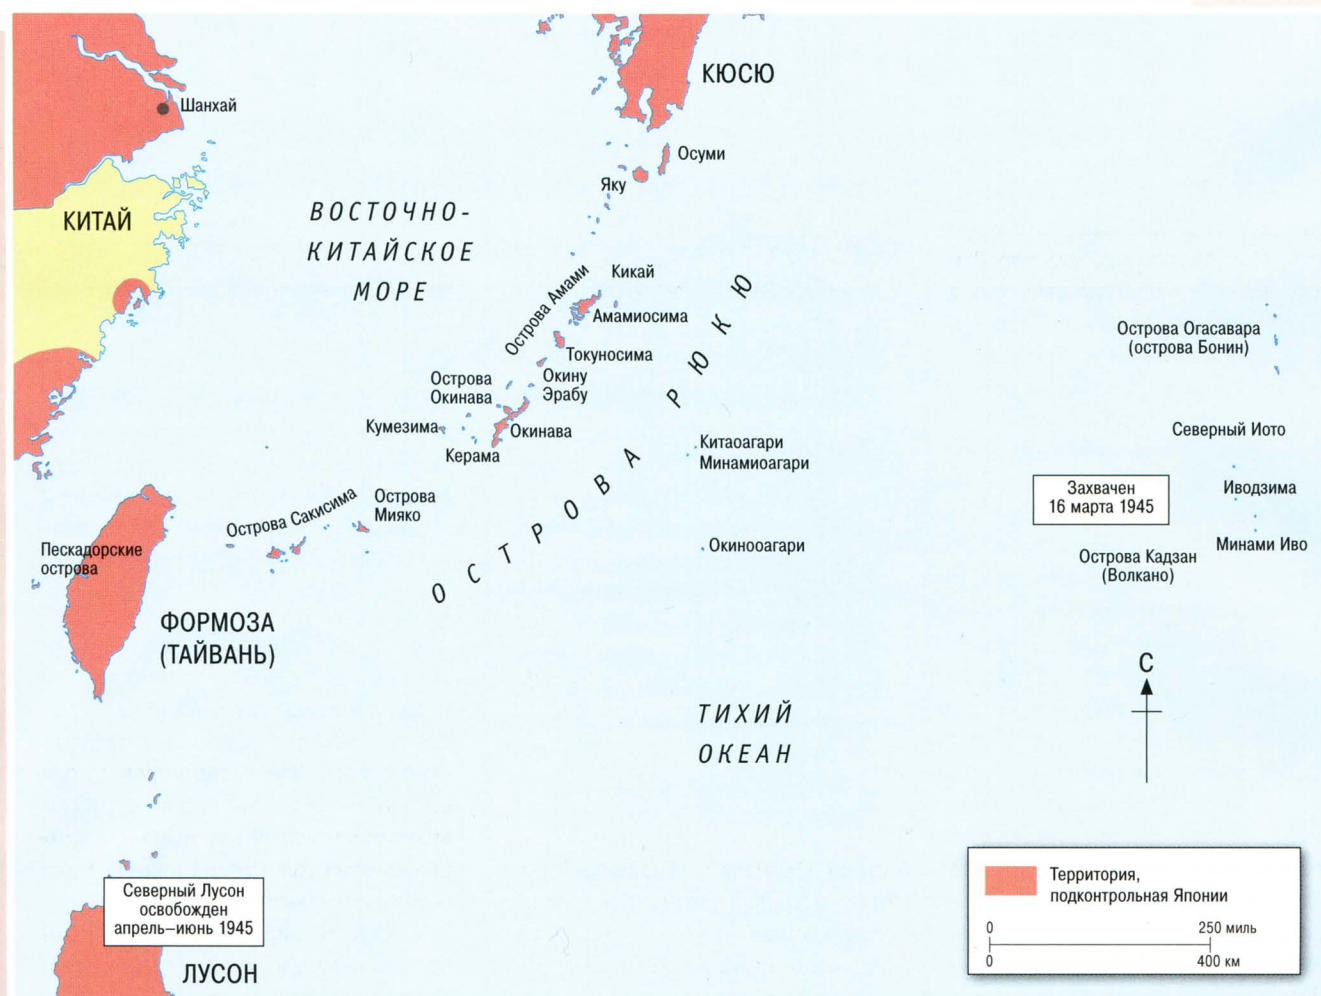 КЮСЮ
Шанхай
Осуми
Яку
КИТАЙ
ВОСТОЧНО-
КИТАЙСКОЕ
МОРЕ
Острова Амами
Кикай
Амамиосима
Токуносима
Острова
Окинава
Окину
Эрабу
Кумезима
Окинава
Керама
ОСТРОВА РЮКЮ
Китаоагари
Минамиоагари
Окинооагари
Острова Огасавара
(острова Бонин)
Северный Иото
Захвачен
16 марта 1945
Иводзима
Минами Иво
Острова Кадзан
(Волкано)
Острова Сакисима
Острова
Мияко
Пескадорские
острова
ФОРМОЗА
(ТАЙВАНЬ)
ТИХИЙ
ОКЕАН
С
Северный Лусон
освобожден
апрель–июнь 1945
ЛУСОН
Территория,
подконтрольная Японии
0 250 миль
0 400 км